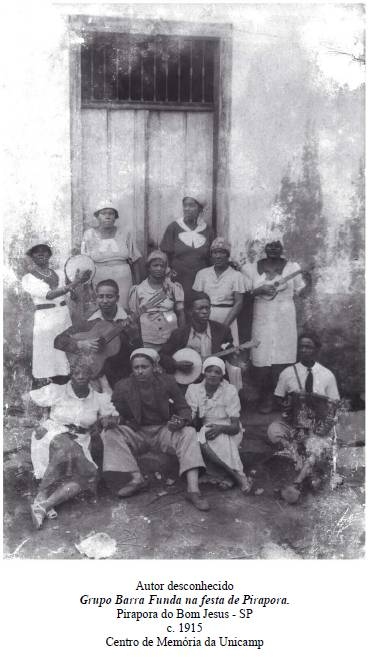 Autor desconhecido
Grupo Barra Funda na festa de Pirapora.
Pirapora do Bom Jesus - SP
c. 1915
Centro de Memória da Unicamp